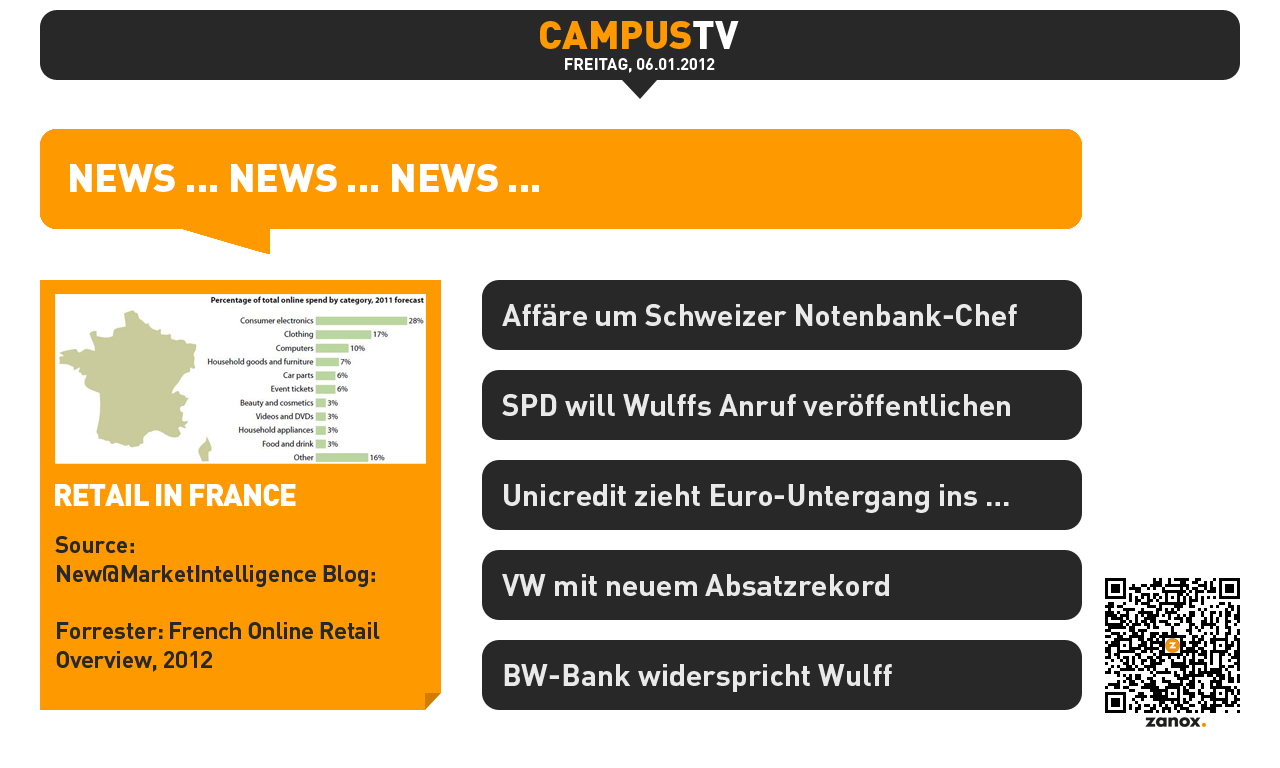 CAMPUSTV
FREITAG, 06.01.2012
NEWS ... NEWS ... NEWS ...
Percentage of total online spend by category, 2011 forecast
Consumer electronics 28%
Clothing 17%
Computers 10%
Household goods and furniture 7%
Car parts 6%
Event tickets 6%
Beauty and cosmetics 3%
Videos and DVDs 3%
Household appliances 3%
Food and drink 3%
Other 16%
RETAIL IN FRANCE
Source:
New@MarketIntelligence Blog:
Forrester: French Online Retail
Overview, 2012
Affäre um Schweizer Notenbank-Chef
SPD will Wulffs Anruf veröffentlichen
Unicredit zieht Euro-Untergang ins ...
VW mit neuem Absatzrekord
BW-Bank widerspricht Wulff
z
zanox.